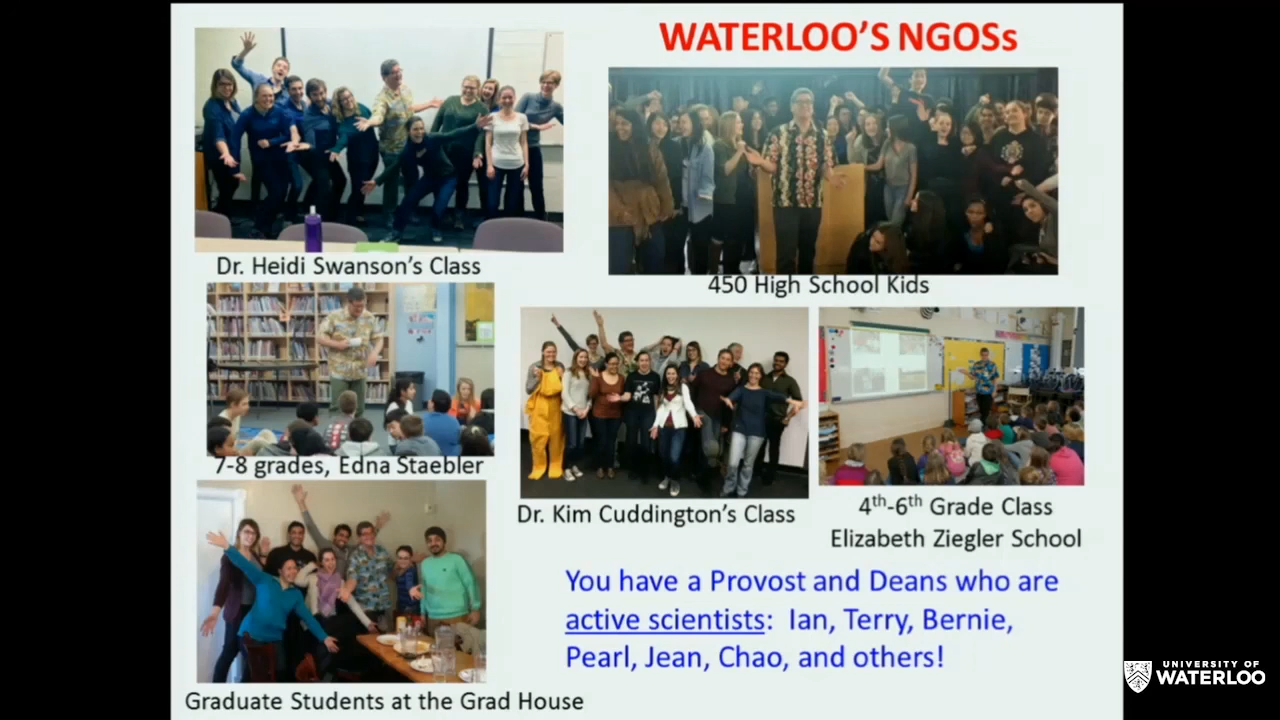 WATERLOO'S NGOSs
Dr. Heidi Swanson's Class
450 High School Kids
7-8 grades, Edna Staebler
Dr. Kim Cuddington's Class
4th-6th Grade Class
Elizabeth Ziegler School
You have a Provost and Deans who are
active scientists: Ian, Terry, Bernie,
Pearl, Jean, Chao, and others!
Graduate Students at the Grad House
UNIVERSITY OF
WATERLOO